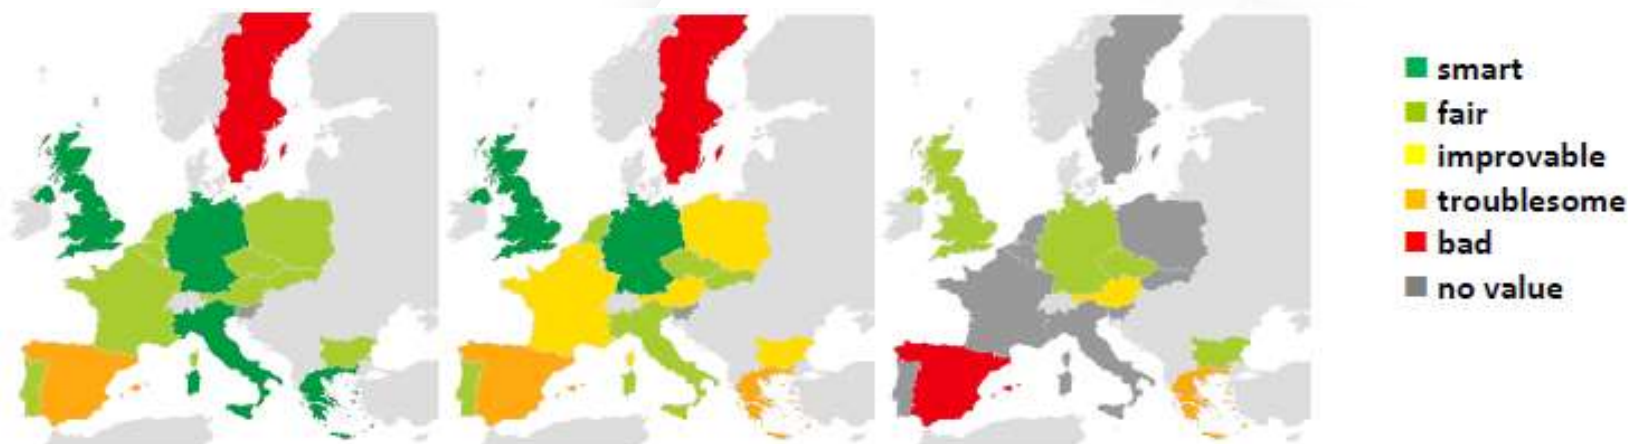 smart
fair
improvable
troublesome
bad
no value